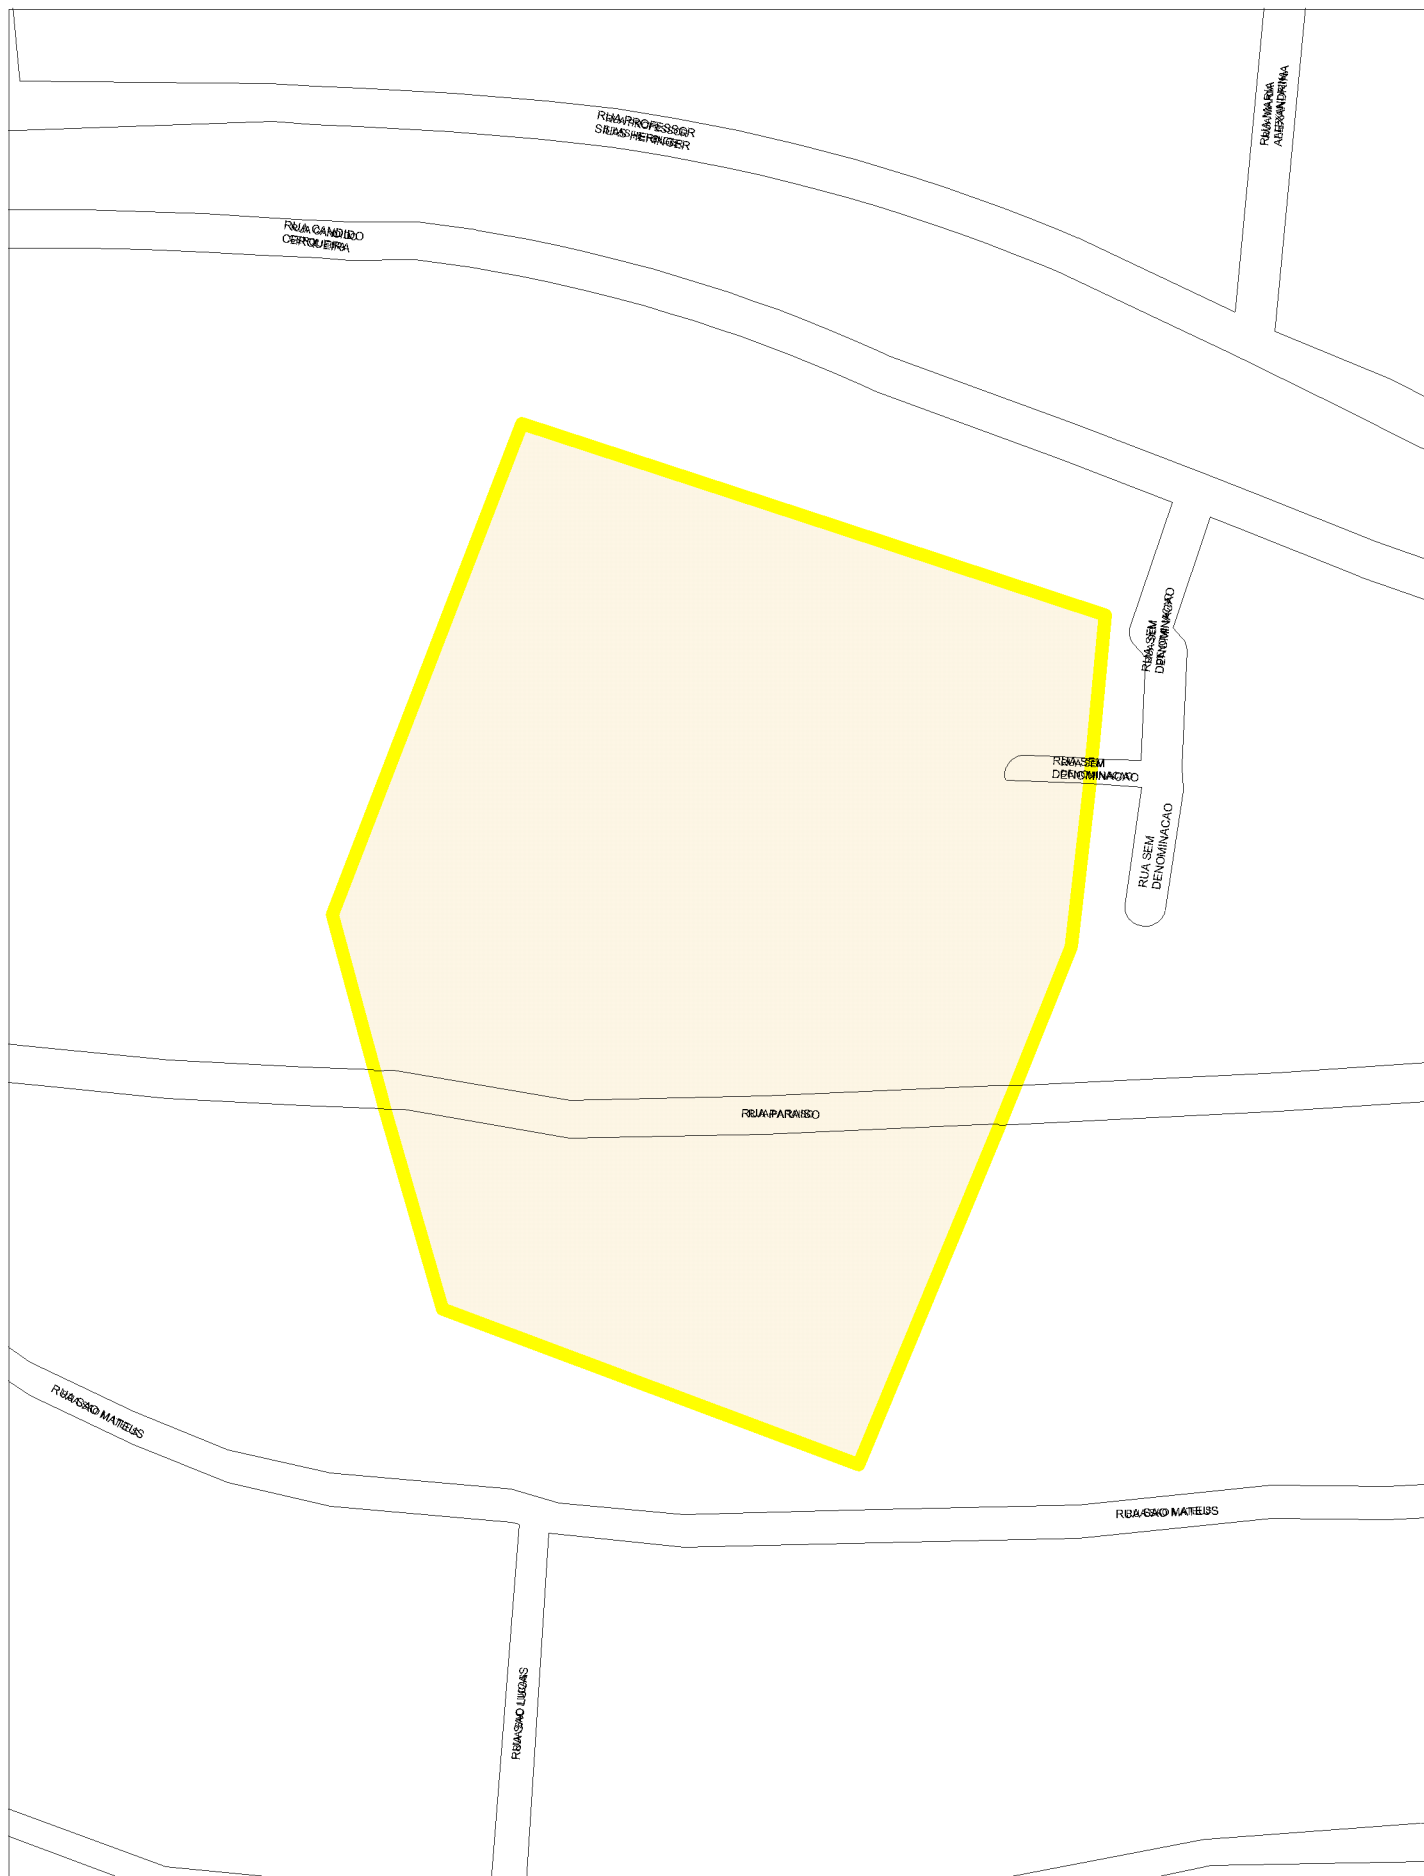 RUA PROFESSOR
SILAS HERINGER
RUA MARIA
ALEXANDRINA
RUA CANDIDO
CERQUEIRA
RUA SEM
DENOMINACAO
RUA SEM
DENOMINACAO
RUA SEM
DENOMINACAO
RUA PARAISO
RUA SAO MATEUS
RUA SAO MATEUS
RUA SAO LUCAS